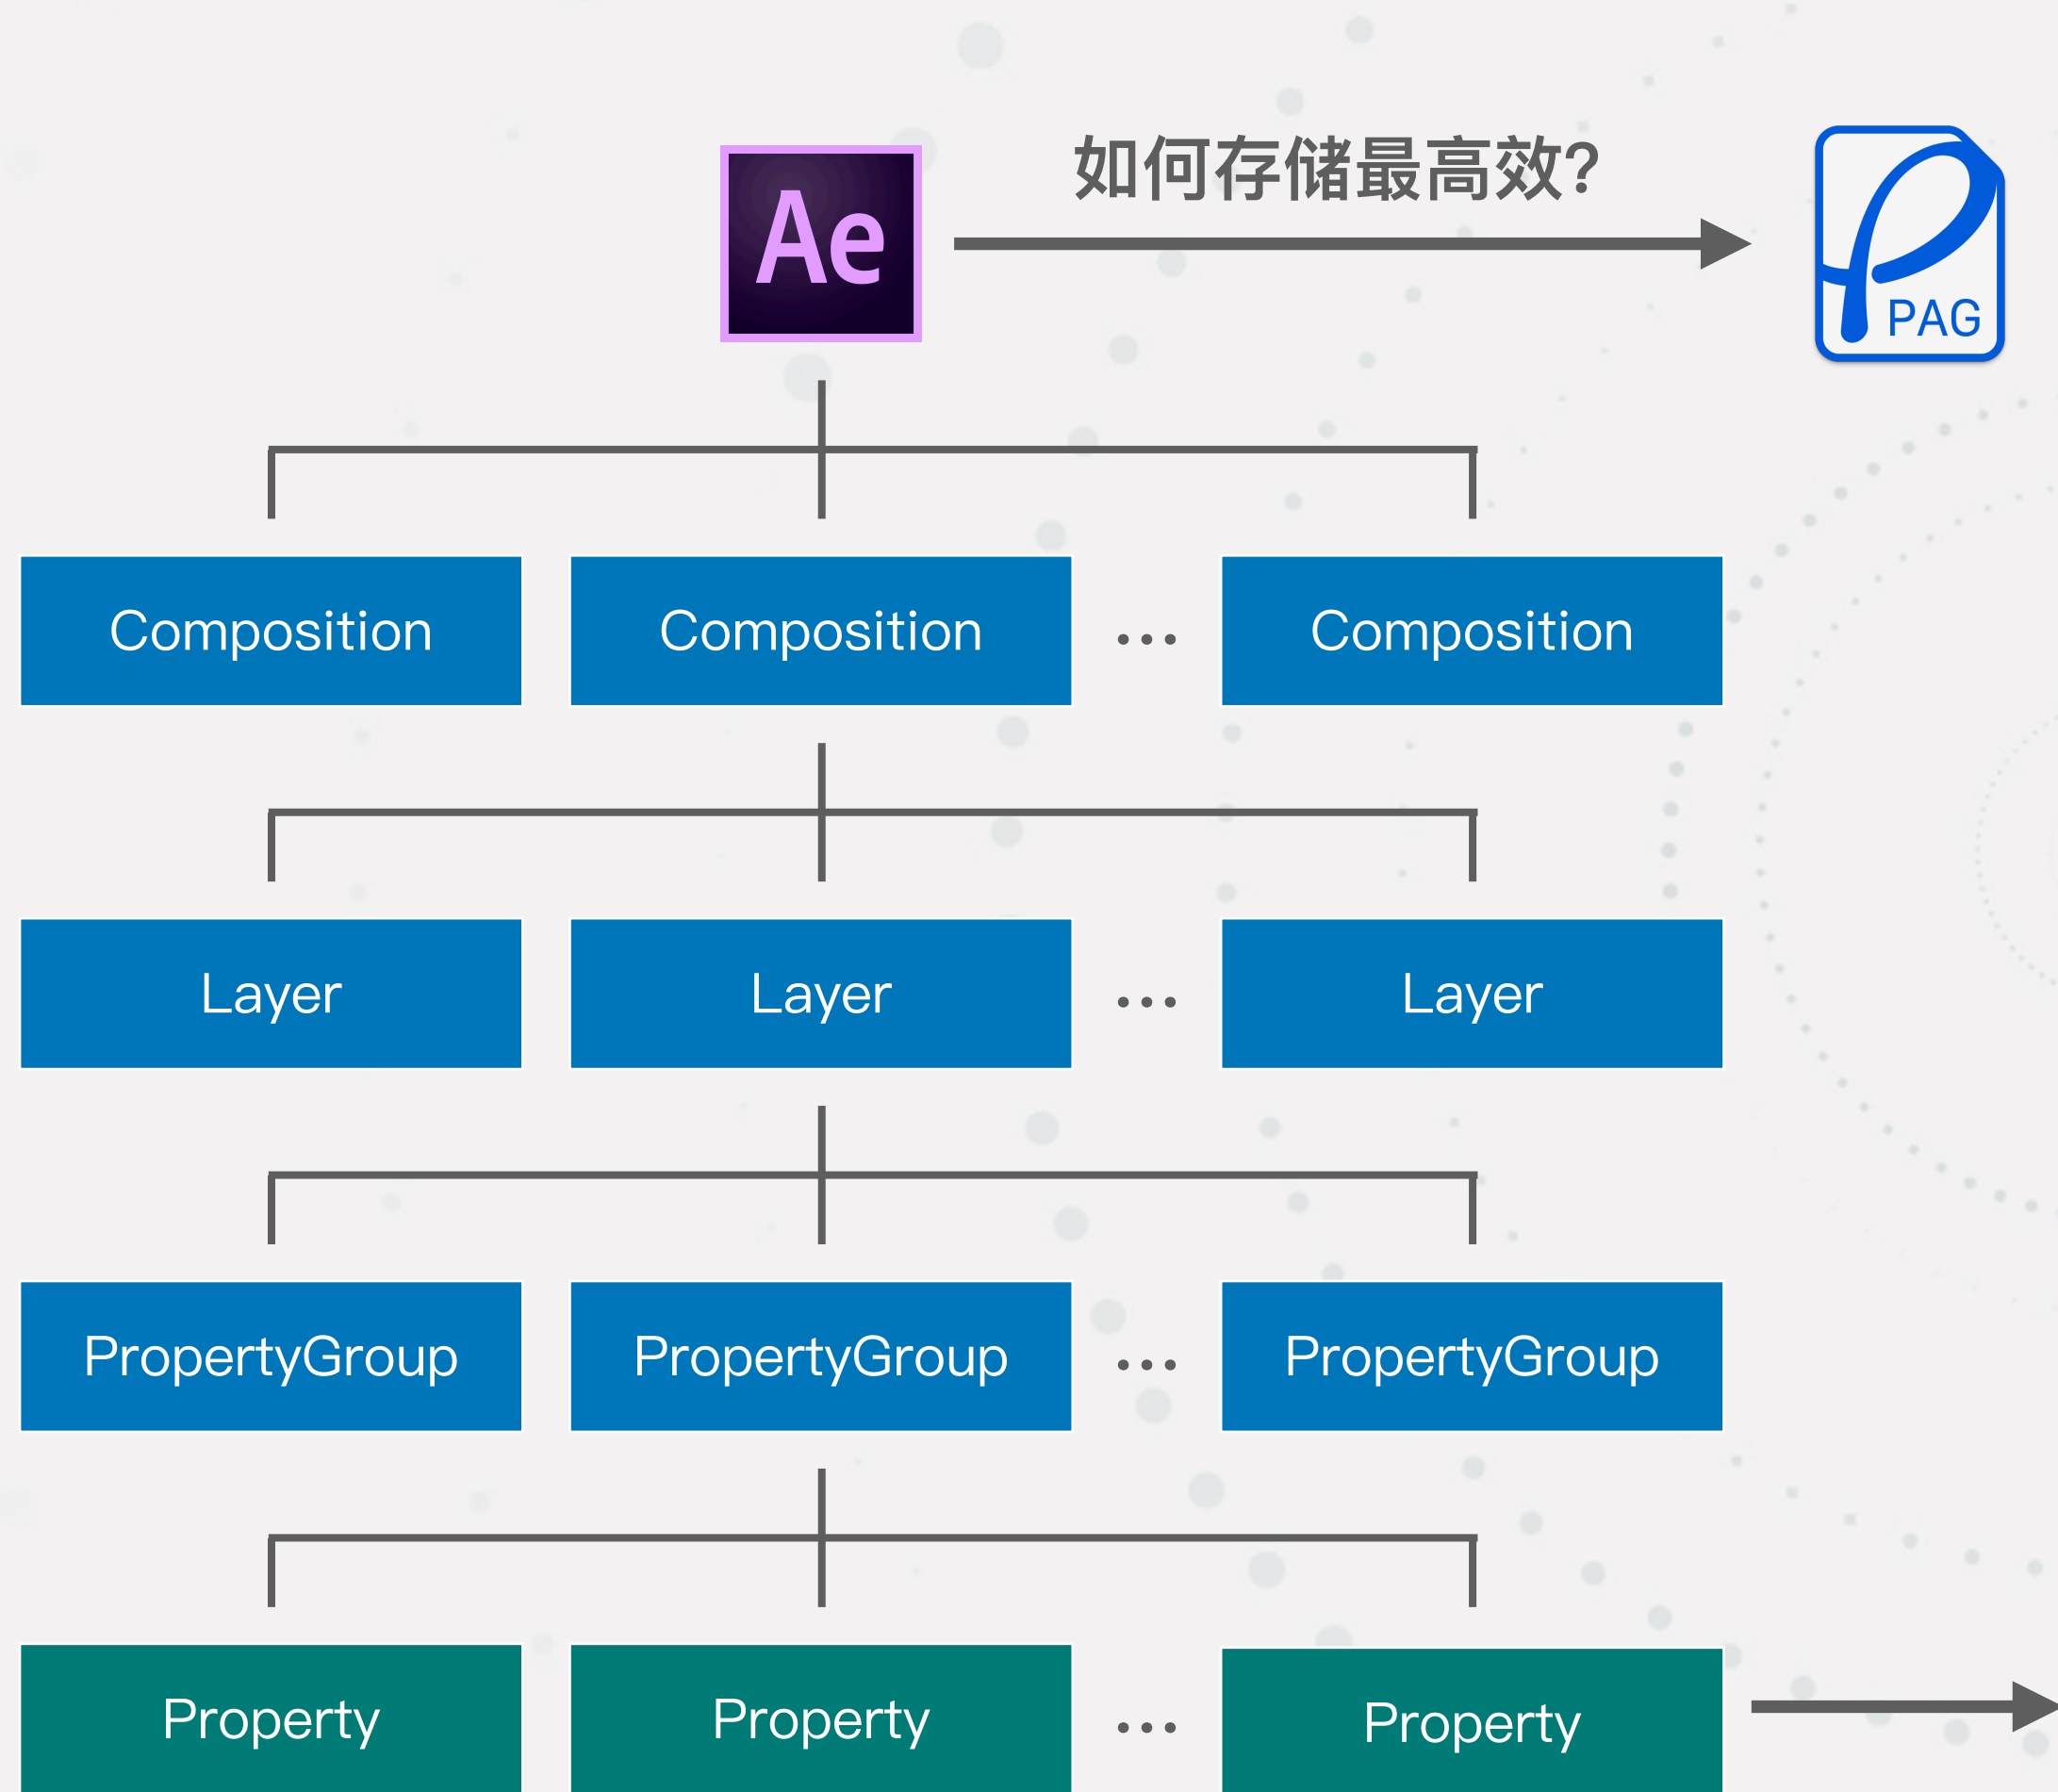 如何存储最高效?
Ae
PAG
Composition
Composition
...
Composition
Layer
Layer
...
Layer
PropertyGroup
PropertyGroup
...
PropertyGroup
Property
Property
...
Property